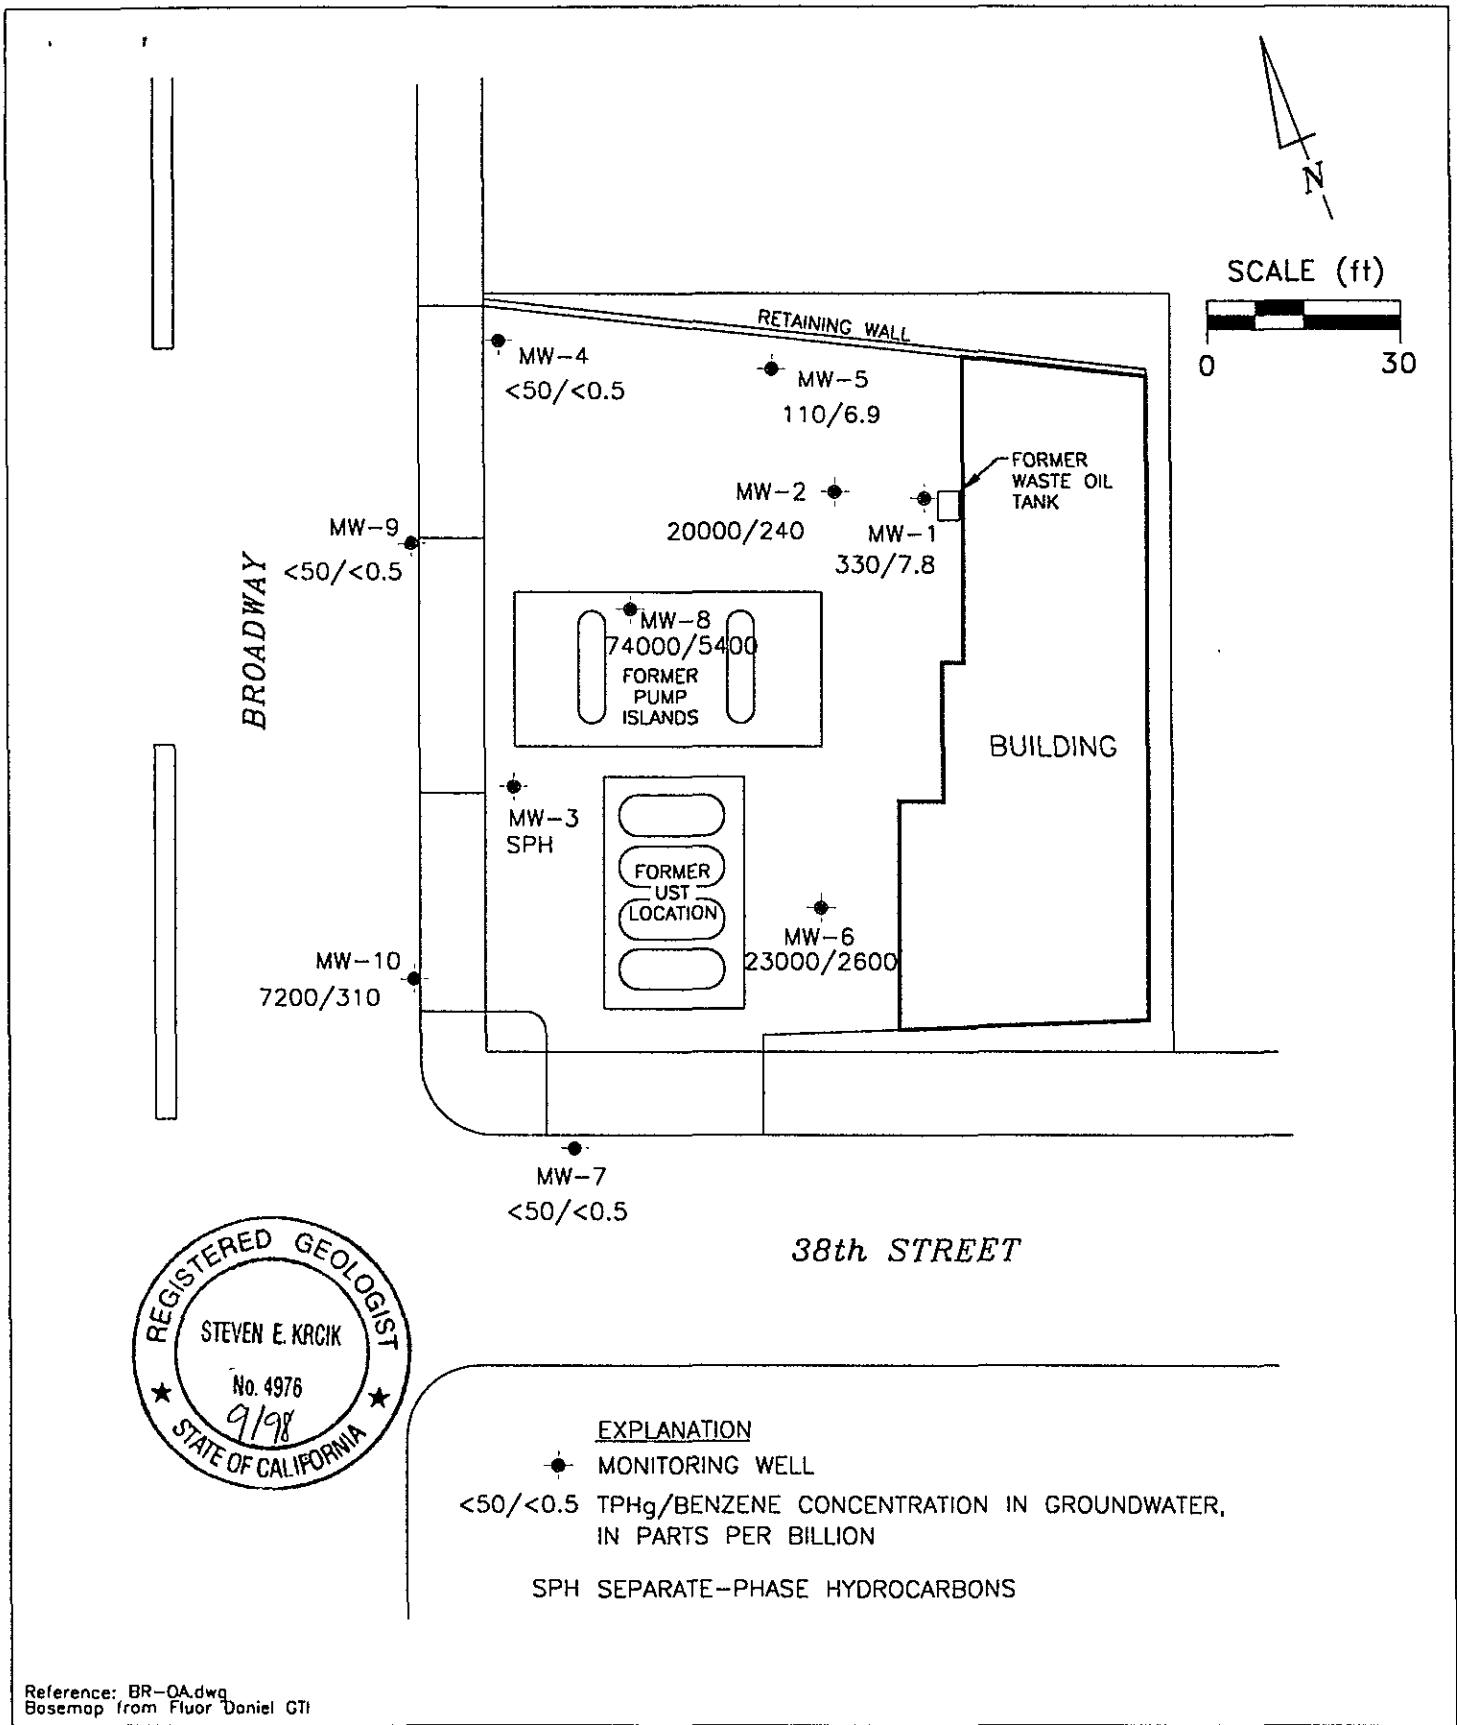 N
SCALE (ft)
0 30
RETAINING WALL
MW-4
<50/<0.5
MW-5
110/6.9
FORMER
WASTE OIL
TANK
MW-2
20000/240
MW-1
330/7.8
MW-9
<50/<0.5
BROADWAY
MW-8
74000/5400
FORMER
PUMP
ISLANDS
BUILDING
MW-3
SPH
FORMER
UST
LOCATION
MW-6
23000/2600
MW-10
7200/310
MW-7
<50/<0.5
38th STREET
REGISTERED GEOLOGIST
STEVEN E. KRCIK
No. 4976
9/98
STATE OF CALIFORNIA
EXPLANATION
MONITORING WELL
<50/<0.5 TPHg/BENZENE CONCENTRATION IN GROUNDWATER,
IN PARTS PER BILLION
SPH SEPARATE-PHASE HYDROCARBONS
Reference: BR-OA.dwg
Basemap from Fluor Daniel GTI